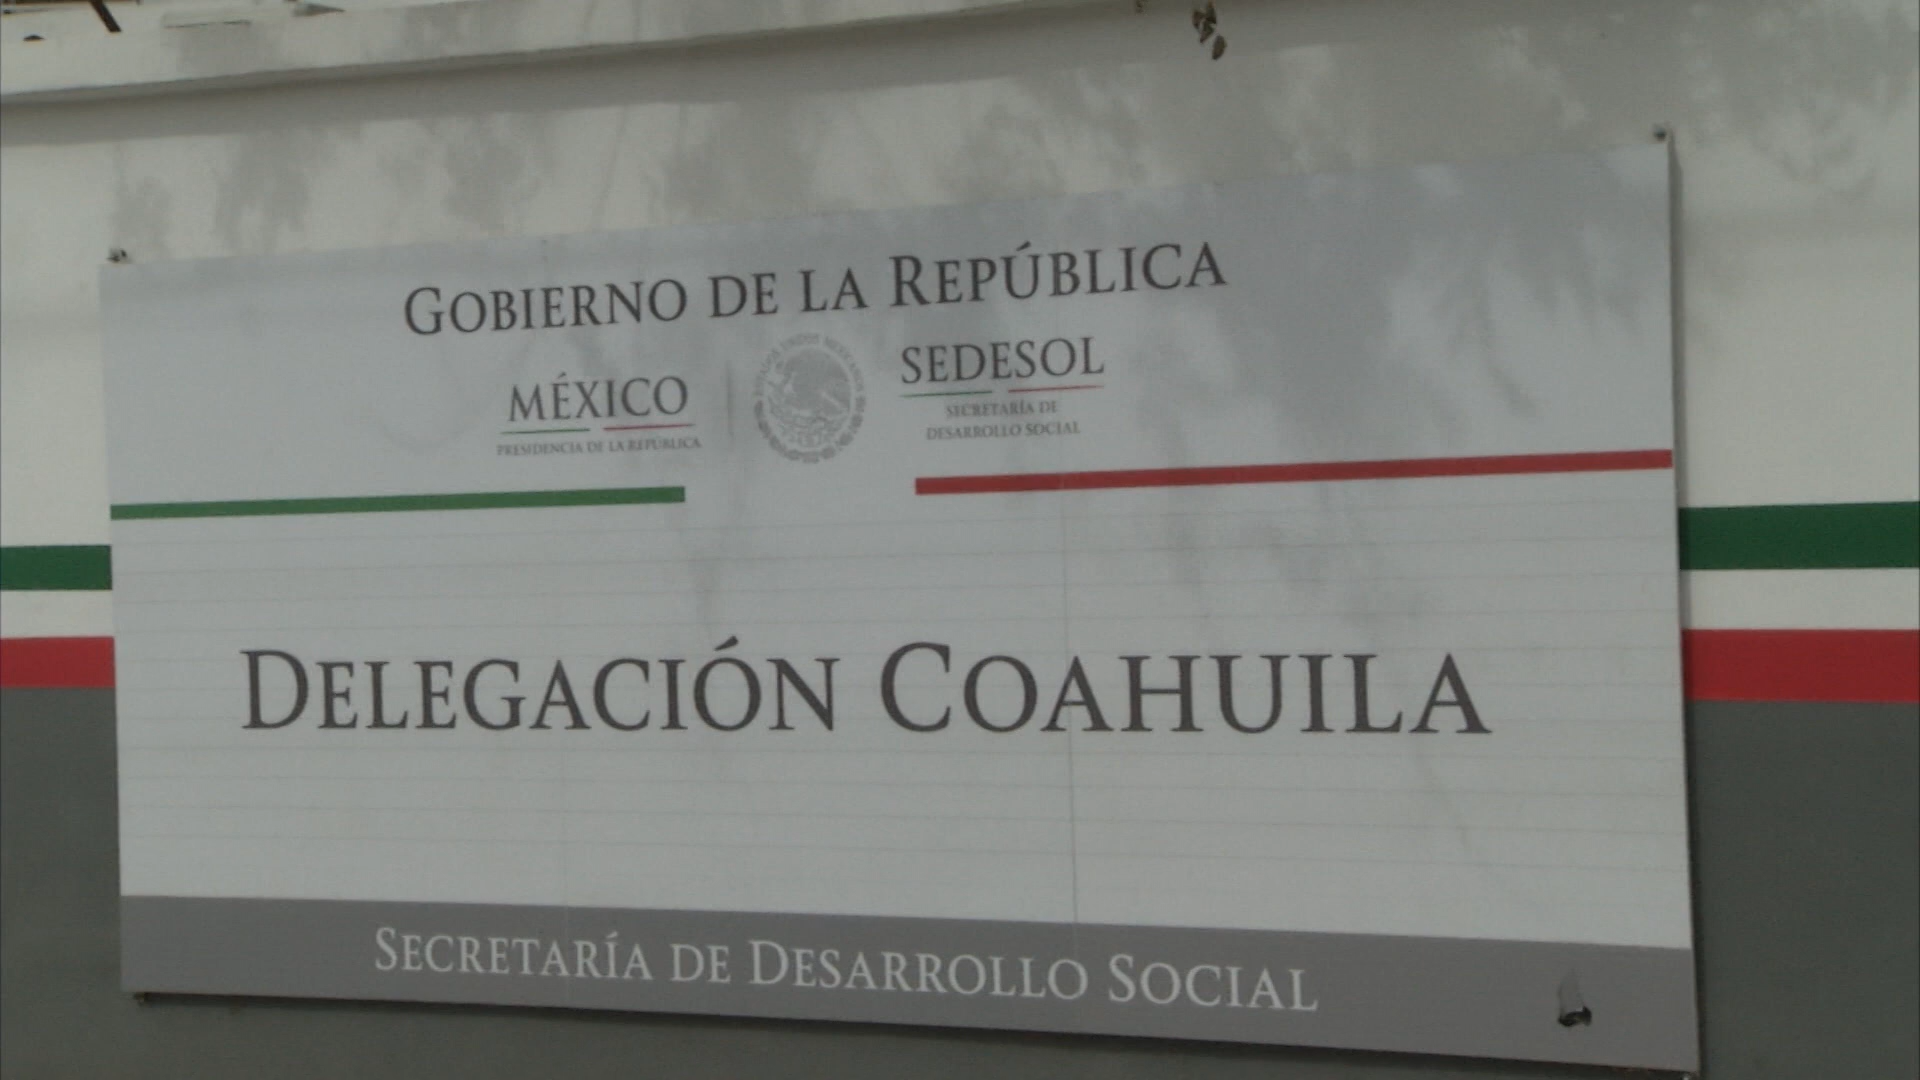 GOBIERNO DE LA REPÚBLICA
MÉXICO
PRESIDENCIA DE LA REPÚBLICA
SEDESOL
SECRETARÍA DE
DESARROLLO SOCIAL
DELEGACIÓN COAHUILA
SECRETARÍA DE DESARROLLO SOCIAL